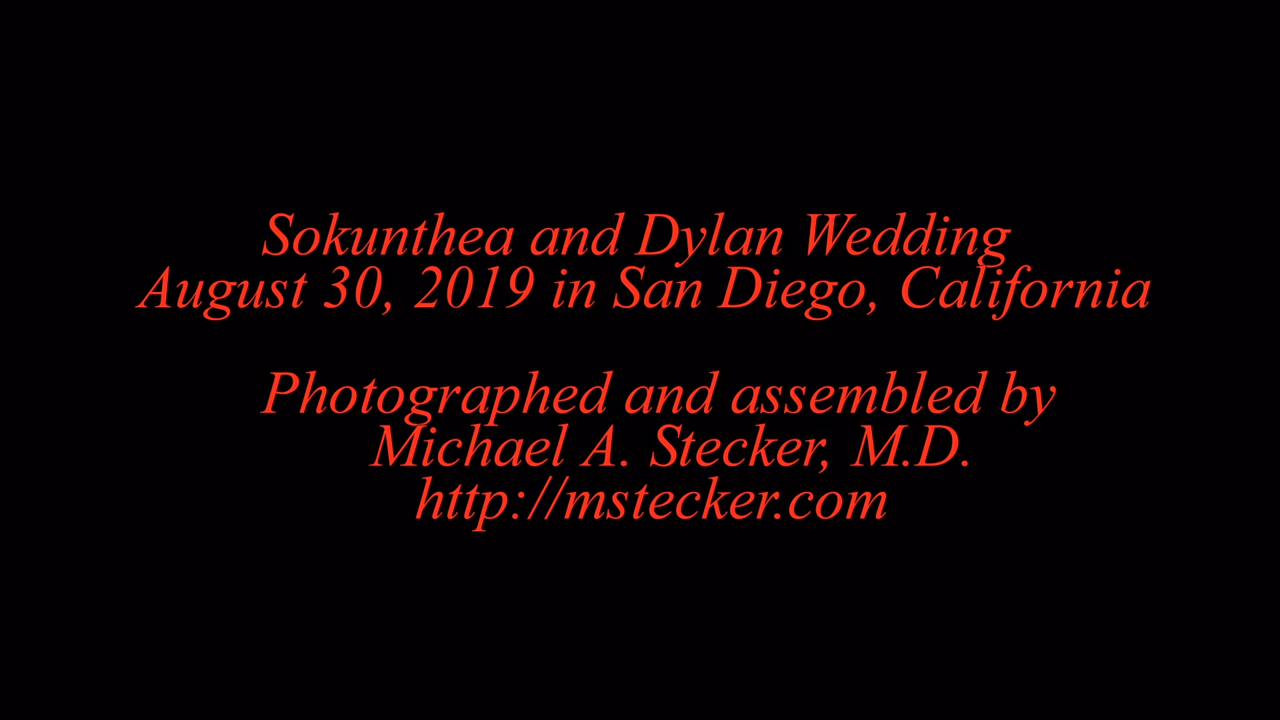 Sokunthea and Dylan Wedding
August 30, 2019 in San Diego, California
Photographed and assembled by
Michael A. Stecker, M.D.
http://mstecker.com